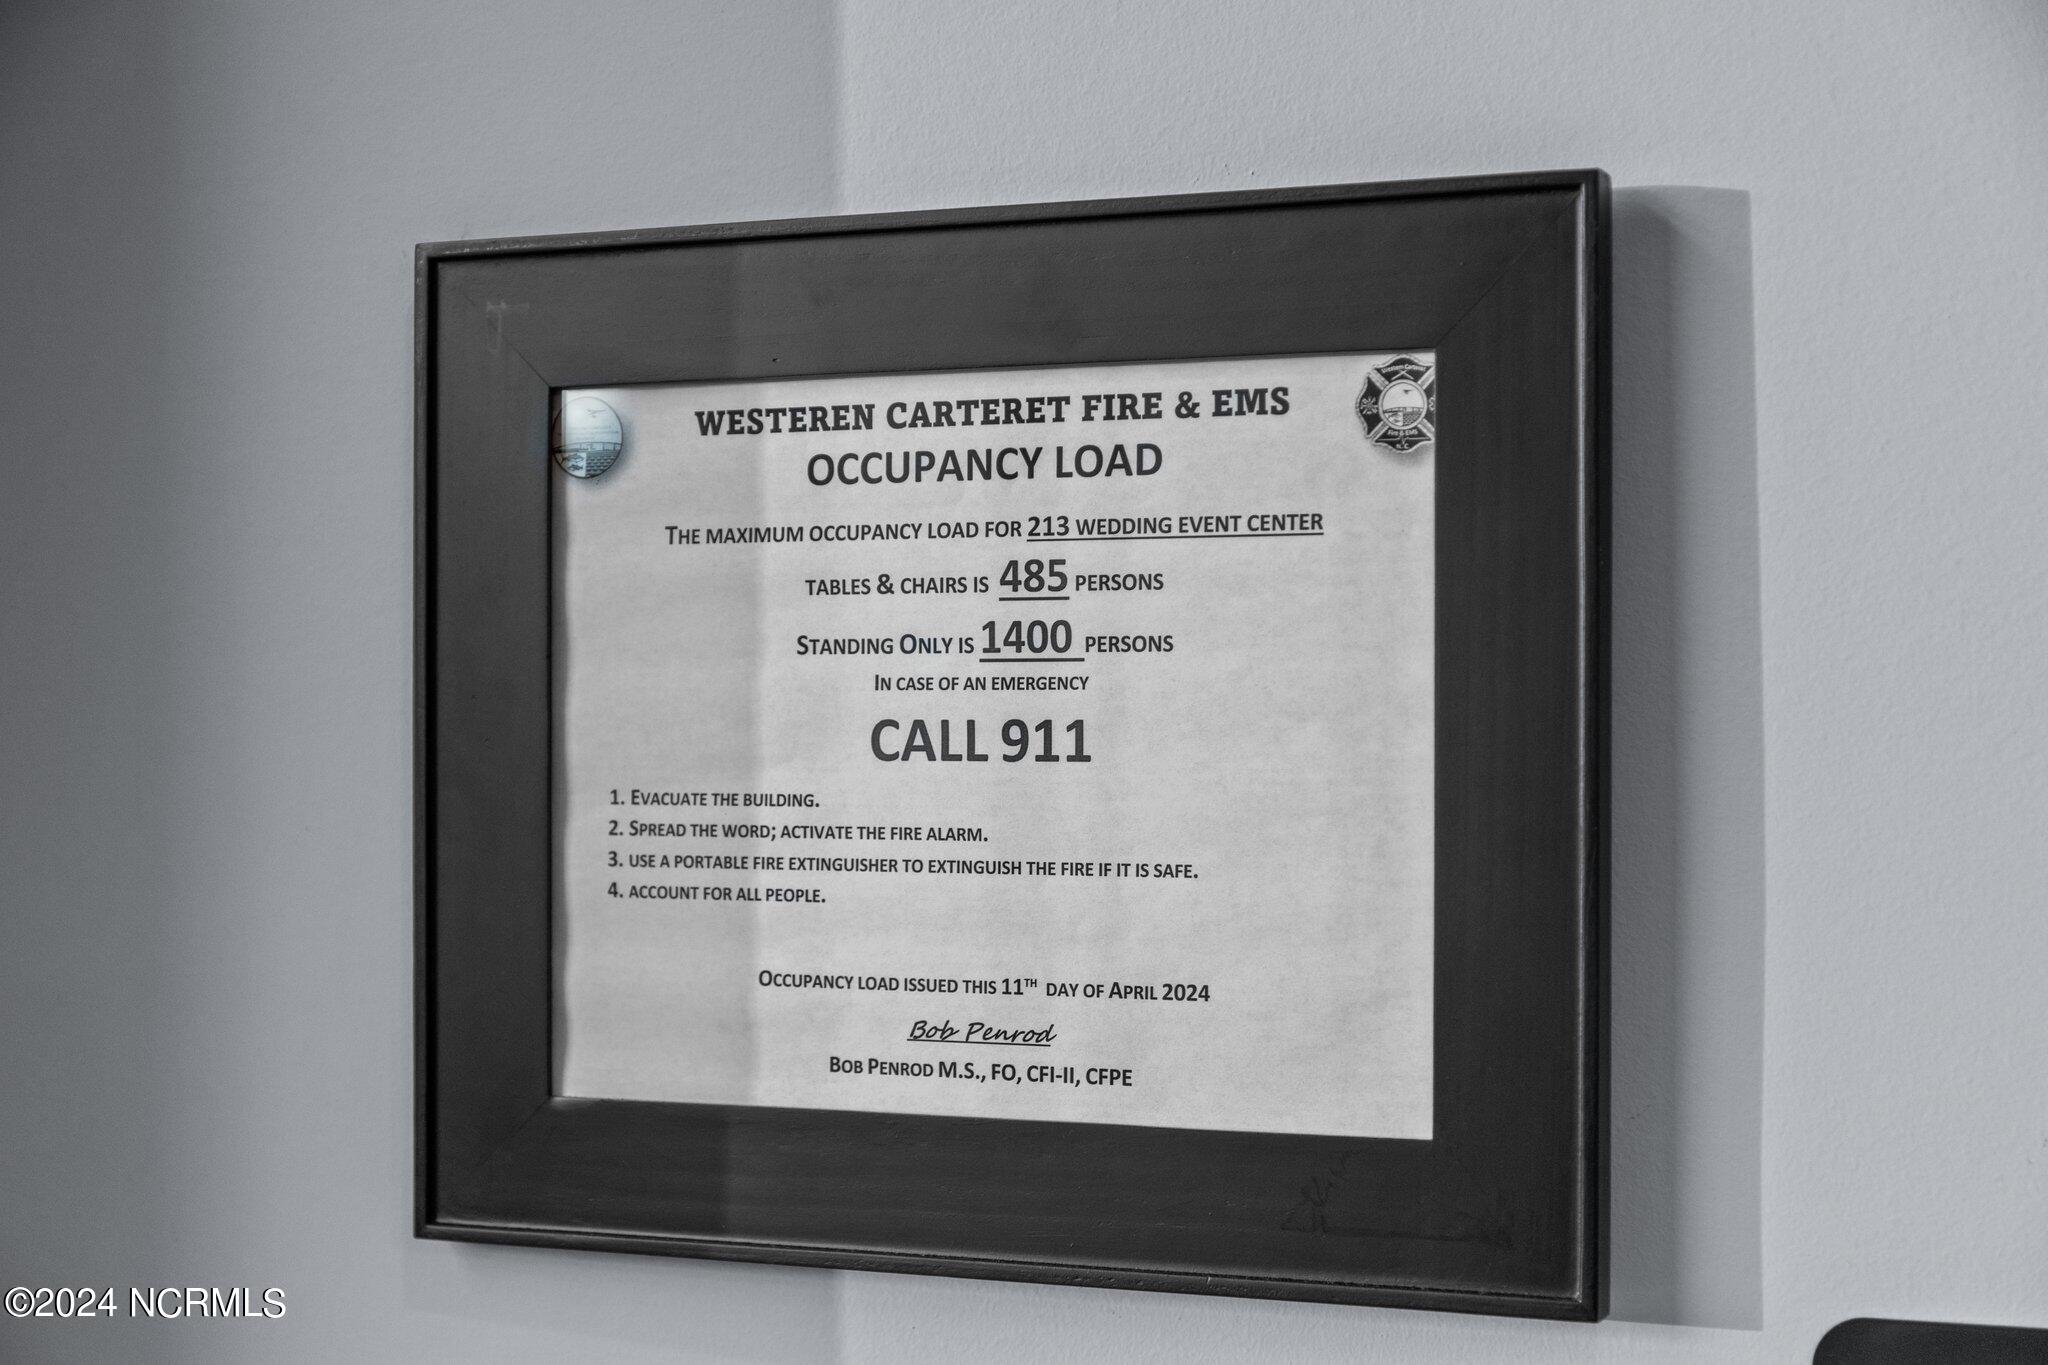 WESTEREN CARTERET FIRE & EMS
OCCUPANCY LOAD
THE MAXIMUM OCCUPANCY LOAD FOR 213 WEDDING EVENT CENTER
TABLES & CHAIRS IS 485 PERSONS
STANDING ONLY IS 1400 PERSONS
IN CASE OF AN EMERGENCY
CALL 911
1. EVACUATE THE BUILDING.
2. SPREAD THE WORD; ACTIVATE THE FIRE ALARM.
3. USE A PORTABLE FIRE EXTINGUISHER TO EXTINGUISH THE FIRE IF IT IS SAFE.
4. ACCOUNT FOR ALL PEOPLE.
OCCUPANCY LOAD ISSUED THIS 11TH DAY OF APRIL 2024
Bob Penrod
BOB PENROD M.S., FO, CFI-II, CFPE
Western Carteret
Fire & EMS
N.C.
©2024 NCRMLS